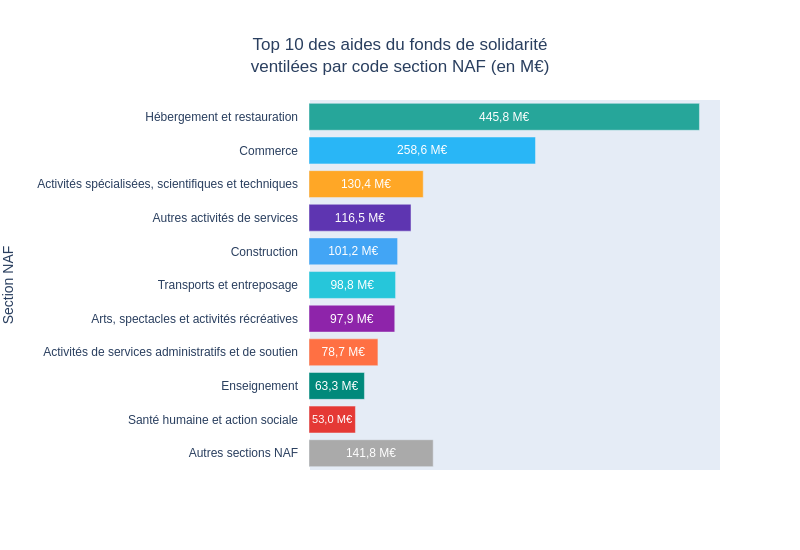 Top 10 des aides du fonds de solidarité
ventilées par code section NAF (en M€)
Section NAF
Hébergement et restauration 445,8 M€
Commerce 258,6 M€
Activités spécialisées, scientifiques et techniques 130,4 M€
Autres activités de services 116,5 M€
Construction 101,2 M€
Transports et entreposage 98,8 M€
Arts, spectacles et activités récréatives 97,9 M€
Activités de services administratifs et de soutien 78,7 M€
Enseignement 63,3 M€
Santé humaine et action sociale 53,0 M€
Autres sections NAF 141,8 M€